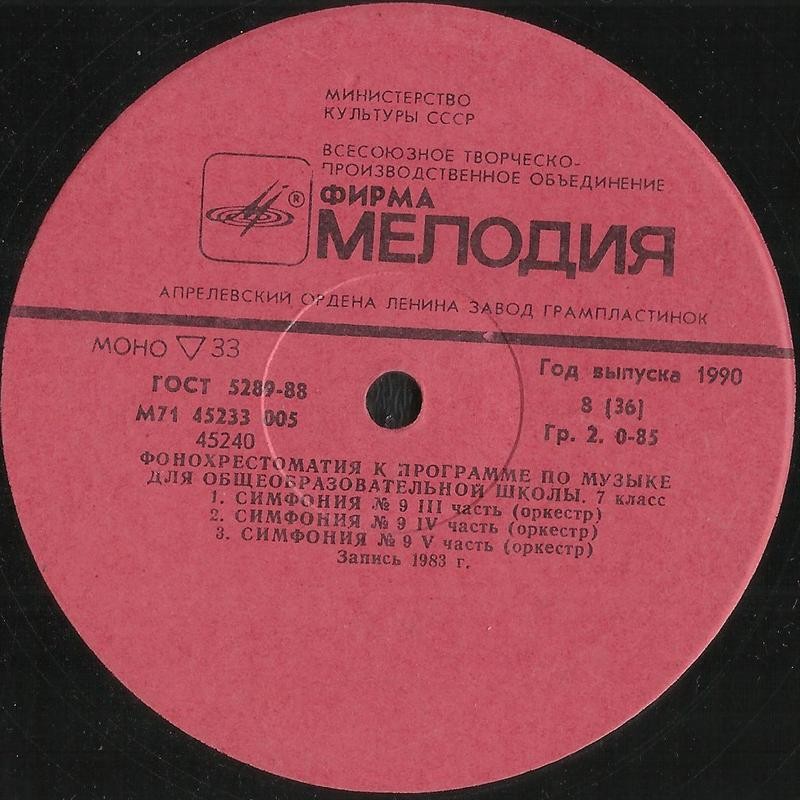 МИНИСТЕРСТВО
КУЛЬТУРЫ СССР
ВСЕСОЮЗНОЕ ТВОРЧЕСКО-
ПРОИЗВОДСТВЕННОЕ ОБЪЕДИНЕНИЕ
®
ФИРМА
МЕЛОДИЯ
АПРЕЛЕВСКИЙ ОРДЕНА ЛЕНИНА ЗАВОД ГРАМПЛАСТИНОК
МОНО ▽ 33
ГОСТ 5289-88
М71 45233 005
45240
Год выпуска 1990
8 (36)
Гр. 2. 0-85
ФОНОХРЕСТОМАТИЯ К ПРОГРАММЕ ПО МУЗЫКЕ
ДЛЯ ОБЩЕОБРАЗОВАТЕЛЬНОЙ ШКОЛЫ. 7 класс
1. СИМФОНИЯ № 9 III часть (оркестр)
2. СИМФОНИЯ № 9 IV часть (оркестр)
3. СИМФОНИЯ № 9 V часть (оркестр)
Запись 1983 г.